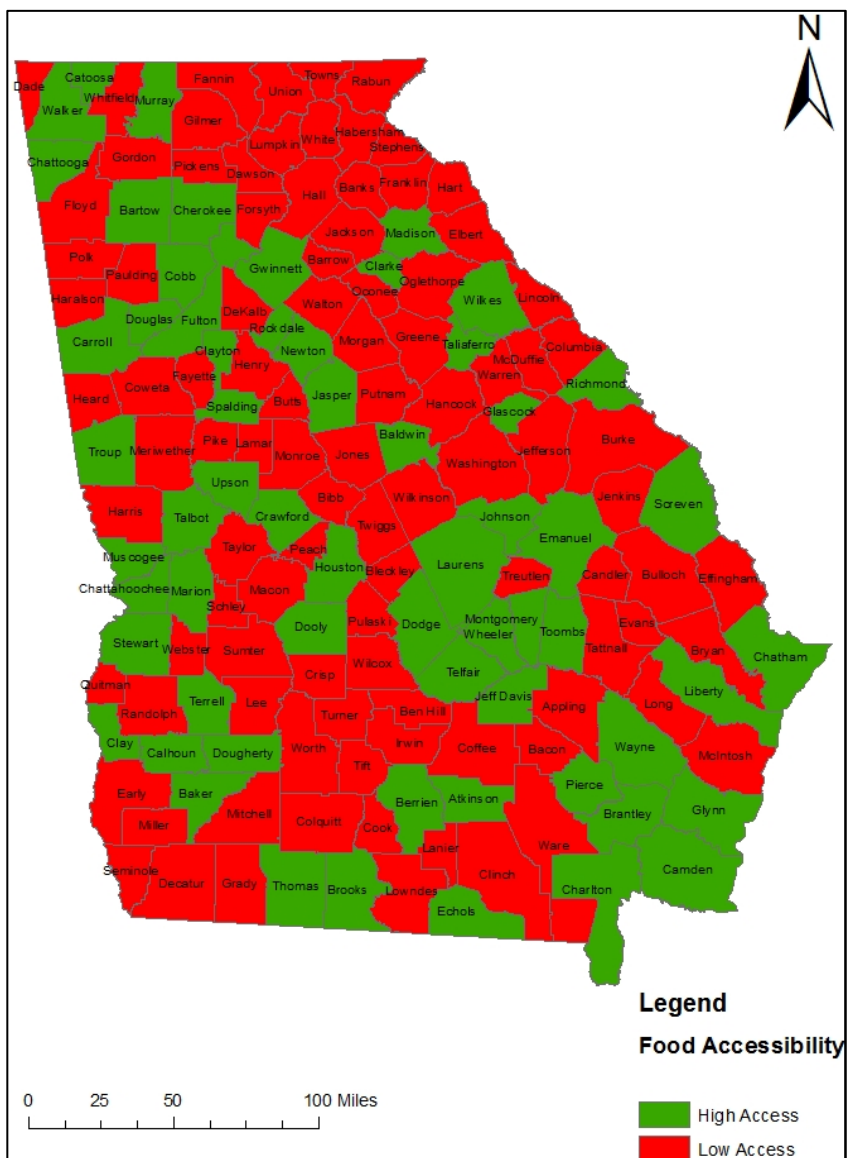 N
Dade
Catoosa
Fannin
Towns
Rabun
Union
Whitfield
Murray
Walker
Gilmer
Habersham
White
Lumpkin
Stephens
Chattooga
Gordon
Pickens
Dawson
Banks
Franklin
Hart
Hall
Floyd
Bartow
Cherokee
Forsyth
Jackson
Madison
Elbert
Polk
Paulding
Cobb
Gwinnett
Barrow
Clarke
Oglethorpe
Oconee
Haralson
Walton
Wilkes
Lincoln
Douglas
Fulton
DeKalb
Rockdale
Carroll
Clayton
Newton
Morgan
Greene
Taliaferro
McDuffie
Columbia
Henry
Warren
Richmond
Heard
Coweta
Fayette
Spalding
Butts
Jasper
Putnam
Hancock
Glascock
Troup
Meriwether
Pike
Lamar
Monroe
Jones
Baldwin
Washington
Jefferson
Burke
Upson
Harris
Talbot
Crawford
Bibb
Wilkinson
Jenkins
Screven
Twiggs
Johnson
Emanuel
Muscogee
Taylor
Peach
Houston
Bleckley
Laurens
Treutlen
Candler
Bulloch
Effingham
Chattahoochee
Marion
Macon
Schley
Dooly
Pulaski
Dodge
Montgomery
Wheeler
Toombs
Evans
Tattnall
Bryan
Chatham
Stewart
Webster
Sumter
Crisp
Wilcox
Telfair
Jeff Davis
Liberty
Long
Quitman
Randolph
Terrell
Lee
Turner
Ben Hill
Appling
Clay
Calhoun
Dougherty
Worth
Irwin
Coffee
Bacon
Wayne
McIntosh
Tift
Early
Baker
Miller
Mitchell
Berrien
Atkinson
Pierce
Brantley
Glynn
Colquitt
Cook
Lanier
Ware
Clinch
Seminole
Decatur
Grady
Thomas
Brooks
Lowndes
Echols
Charlton
Camden
Legend
Food Accessibility
High Access
Low Access
0 25 50 100 Miles